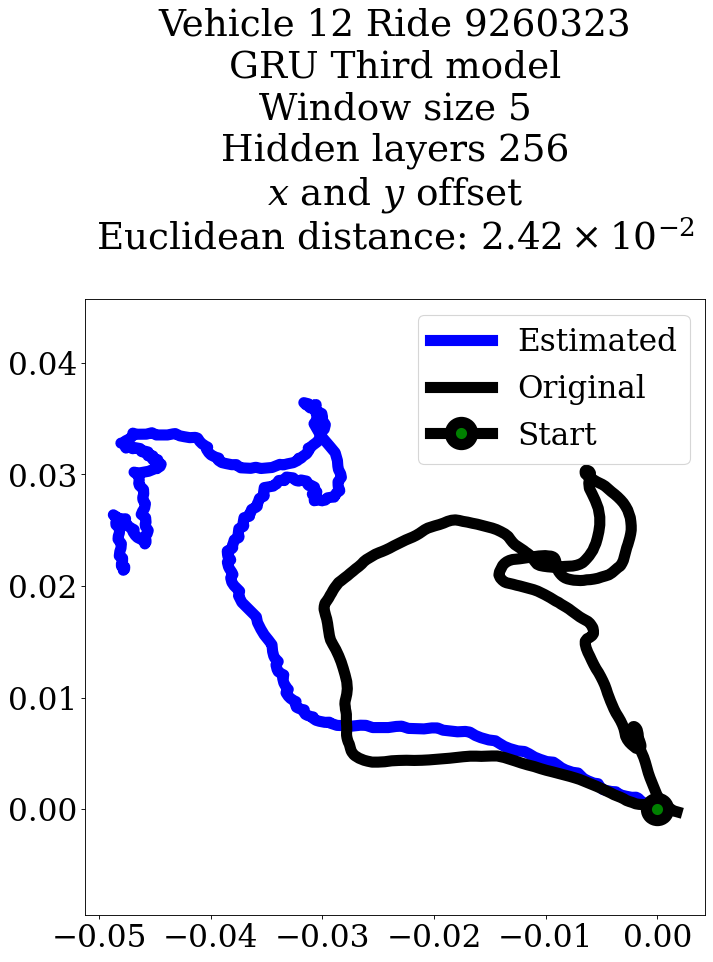 Vehicle 12 Ride 9260323
GRU Third model
Window size 5
Hidden layers 256
x and y offset
Euclidean distance: 2.42 × 10⁻²
Estimated
Original
Start
0.04
0.03
0.02
0.01
0.00
−0.05 −0.04 −0.03 −0.02 −0.01 0.00